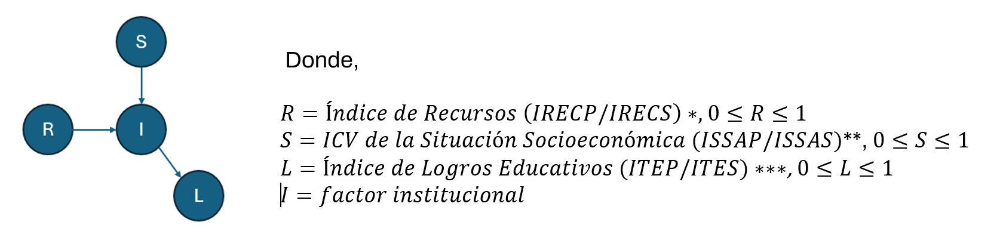 S
R
I
L
Donde,
R = Índice de Recursos (IRECP/IRECS) *, 0 ≤ R ≤ 1
S = ICV de la Situación Socioeconómica (ISSAP/ISSAS)**, 0 ≤ S ≤ 1
L = Índice de Logros Educativos (ITEP/ITES) ***, 0 ≤ L ≤ 1
I = factor institucional